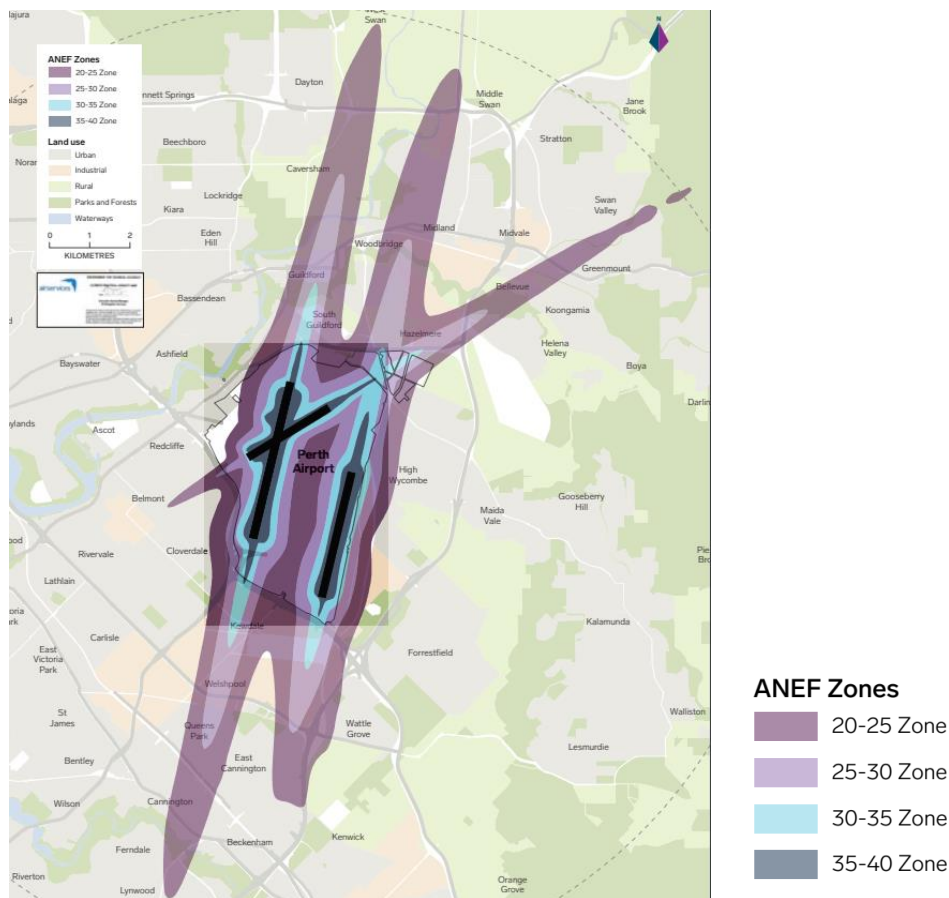 West
Swan
ANEF Zones
20-25 Zone
25-30 Zone
30-35 Zone
35-40 Zone
Land use
Urban
Industrial
Rural
Parks and Forests
Waterways
0 1 2
KILOMETRES
airservices
N
Dayton
Middle
Swan
Jane
Brook
Stratton
Beechboro
Caversham
Lockridge
Kiara
Swan
Valley
Eden
Hill
Midland
Midvale
Woodbridge
Guildford
Greenmount
Bellevue
Bassendean
South
Guildford
Koongamia
Hazelmere
Helena
Valley
Ashfield
Bayswater
Boya
Ascot
Redcliffe
Perth
Airport
High
Wycombe
Belmont
Gooseberry
Hill
Maida
Vale
Cloverdale
Rivervale
Lathlain
Kewdale
Kalamunda
Carlisle
East
Victoria
Park
Forrestfield
Welshpool
St
James
Queens
Park
Wattle
Grove
Walliston
Lesmurdie
Bentley
East
Cannington
Wilson
Cannington
Beckenham
Kenwick
Ferndale
Riverton
Lynwood
Orange
Grove
ANEF Zones
20-25 Zone
25-30 Zone
30-35 Zone
35-40 Zone